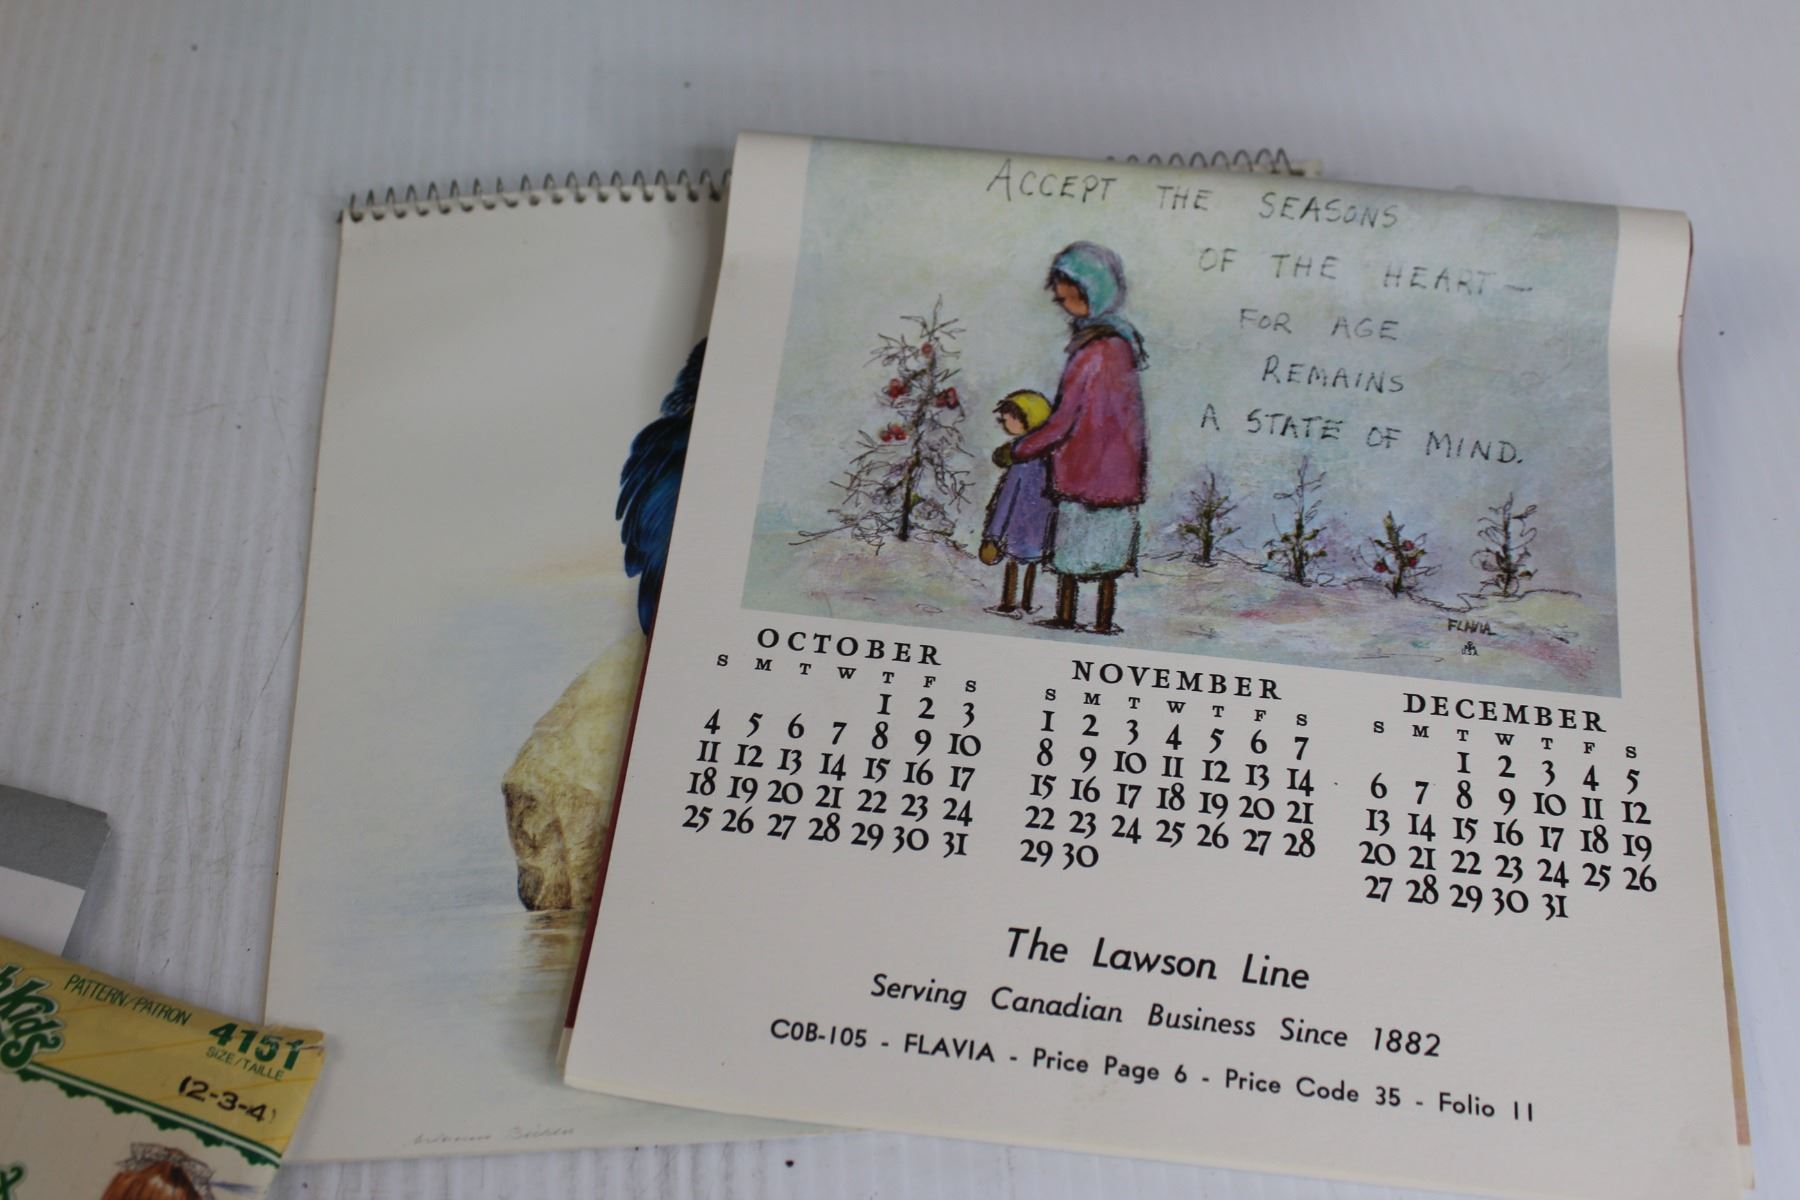 ACCEPT THE SEASONS
OF THE HEART—
FOR AGE
REMAINS
A STATE OF MIND.
FLAVIA
OCTOBER
S M T W T F S
1 2 3
4 5 6 7 8 9 10
11 12 13 14 15 16 17
18 19 20 21 22 23 24
25 26 27 28 29 30 31
NOVEMBER
S M T W T F S
1 2 3 4 5 6 7
8 9 10 11 12 13 14
15 16 17 18 19 20 21
22 23 24 25 26 27 28
29 30
DECEMBER
S M T W T F S
1 2 3 4 5
6 7 8 9 10 11 12
13 14 15 16 17 18 19
20 21 22 23 24 25 26
27 28 29 30 31
The Lawson Line
Serving Canadian Business Since 1882
COB-105 - FLAVIA - Price Page 6 - Price Code 35 - Folio 11
PATTERN/PATRON
4151
SIZE/TAILLE
(2-3-4)